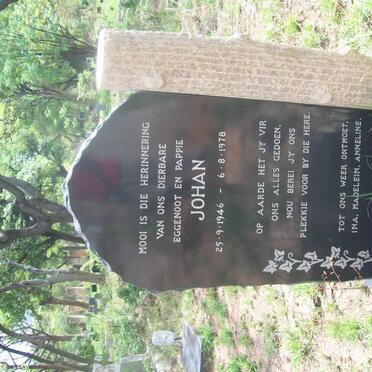 MOOI IS DIE HERINNERING
VAN ONS DIERBARE
EGGENOOT EN PAPPIE
JOHAN
25.9.1946 - 6.8.1978
OP AARDE HET JY VIR
ONS ALLES GEDOEN,
NOU BEREI JY ONS
PLEKKIE VOOR BY DIE HERE.
TOT ONS WEER ONTMOET,
INA, MADELEIN, ANNELINE.